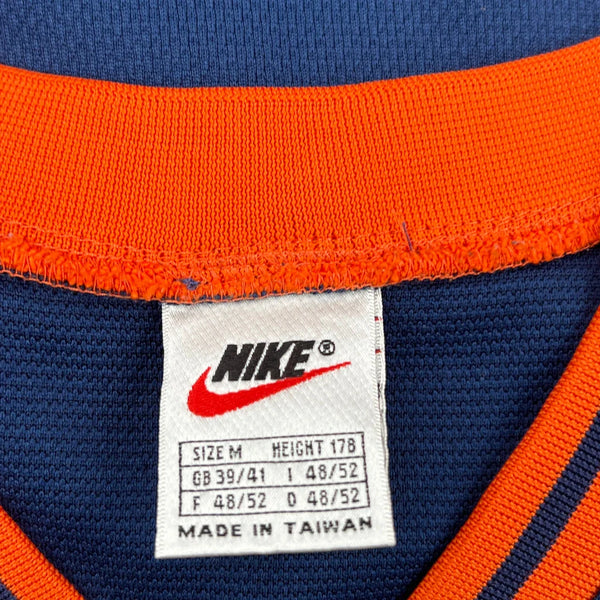 NIKE ®
SIZE M HEIGHT 178
GB 39/41 I 48/52
F 48/52 D 48/52
MADE IN TAIWAN